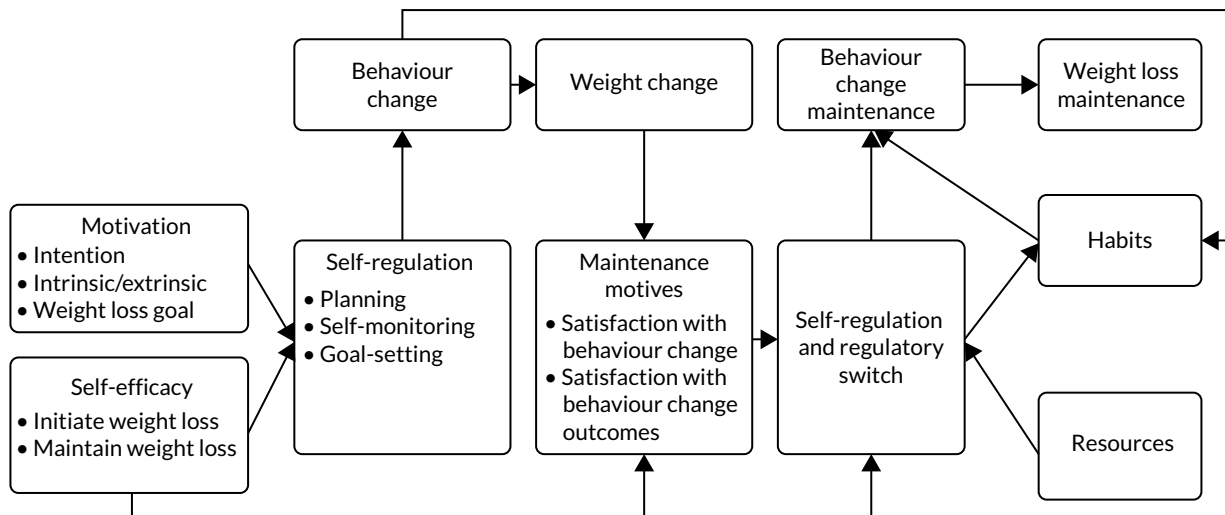 Behaviour
change
Weight change
Behaviour
change
maintenance
Weight loss
maintenance
Motivation
• Intention
• Intrinsic/extrinsic
• Weight loss goal
Self-efficacy
• Initiate weight loss
• Maintain weight loss
Self-regulation
• Planning
• Self-monitoring
• Goal-setting
Maintenance
motives
• Satisfaction with
behaviour change
• Satisfaction with
behaviour change
outcomes
Self-regulation
and regulatory
switch
Habits
Resources